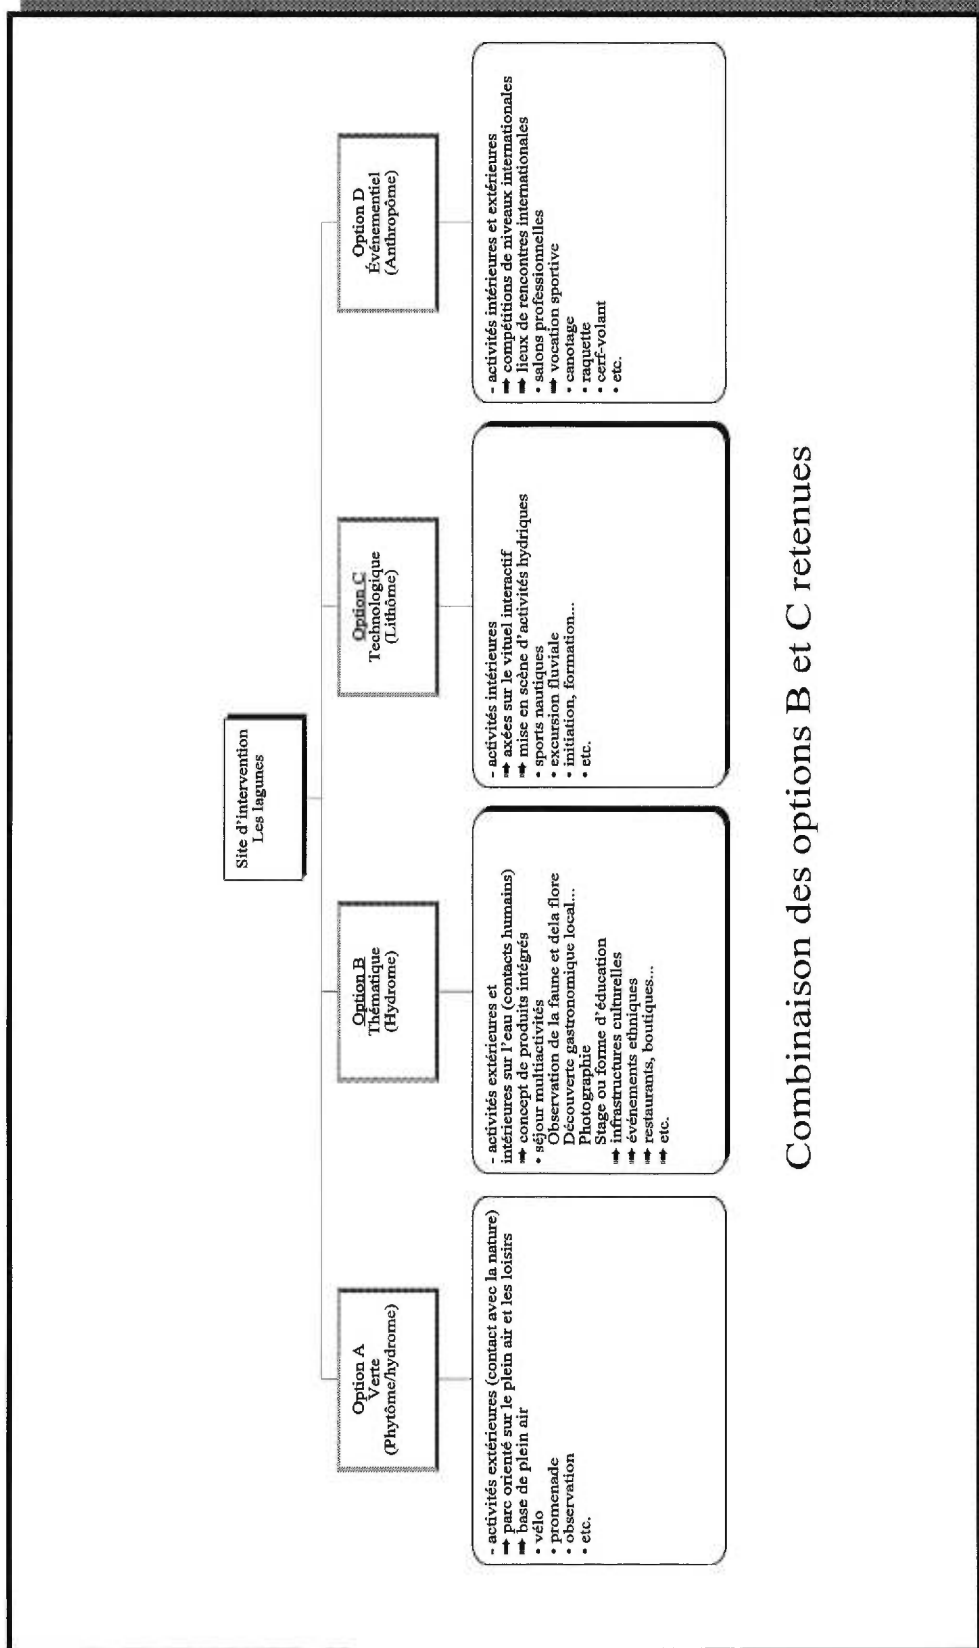 Site d'intervention
Les lagunes
Option A
Verte
(Phytôme/hydrome)
- activités extérieures (contact avec la nature)
➡ parc orienté sur le plein air et les loisirs
➡ base de plein air
• vélo
• promenade
• observation
• etc.
Option B
Thématique
(Hydrome)
- activités extérieures et
intérieures sur l'eau (contacts humains)
➡ concept de produits intégrés
• séjour multiactivités
Observation de la faune et dela flore
Découverte gastronomique local...
Photographie
Stage ou forme d'éducation
➡ infrastructures culturelles
➡ événements ethniques
➡ restaurants, boutiques...
➡ etc.
Option C
Technologique
(Lithôme)
- activités intérieures
➡ axées sur le vituel interactif
➡ mise en scène d'activités hydriques
• sports nautiques
• excursion fluviale
• initiation, formation...
• etc.
Option D
Événementiel
(Anthropôme)
- activités intérieures et extérieures
➡ compétitions de niveaux internationales
➡ lieux de rencontres internationales
• salons professionnelles
➡ vocation sportive
• canotage
• raquette
• cerf-volant
• etc.
Combinaison des options B et C retenues